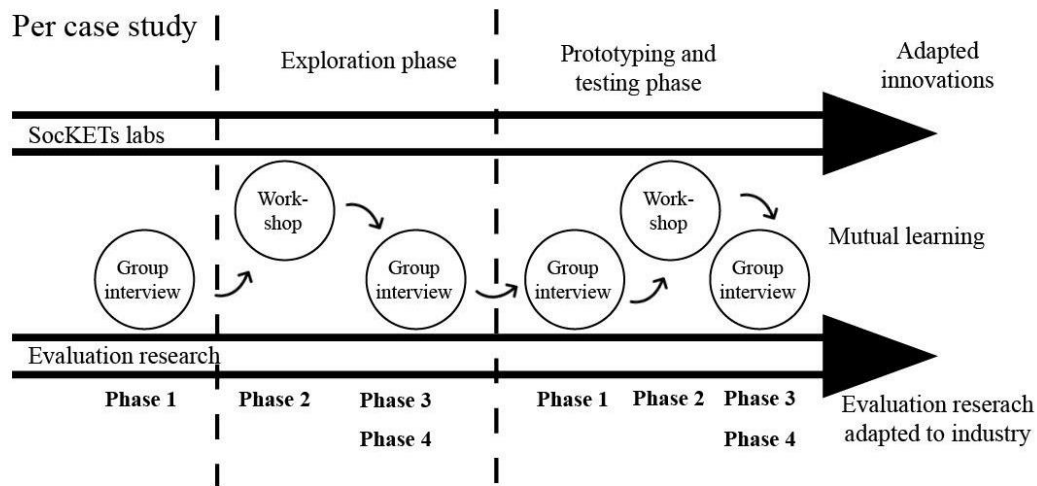 Per case study
Exploration phase
Prototyping and
testing phase
Adapted
innovations
SocKETs labs
Work-
shop
Work-
shop
Group
interview
Group
interview
Group
interview
Group
interview
Mutual learning
Evaluation research
Phase 1
Phase 2
Phase 3
Phase 4
Phase 1
Phase 2
Phase 3
Phase 4
Evaluation reserach
adapted to industry